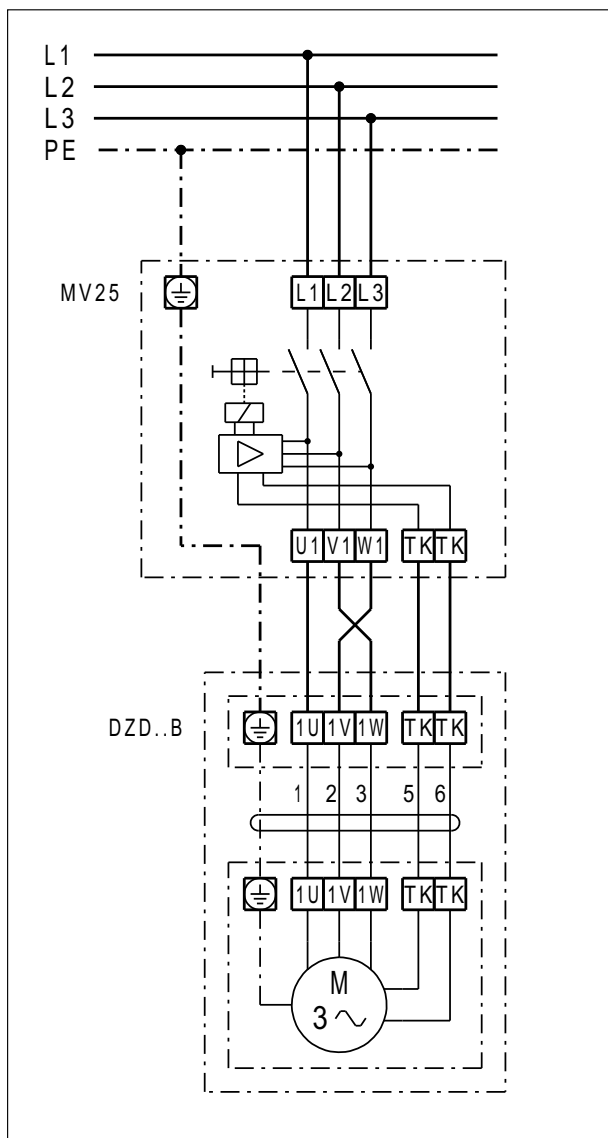 L1
L2
L3
PE
MV25
L1 L2 L3
U1 V1 W1 TK TK
DZD..B
1U 1V 1W TK TK
1 2 3 5 6
1U 1V 1W TK TK
M
3